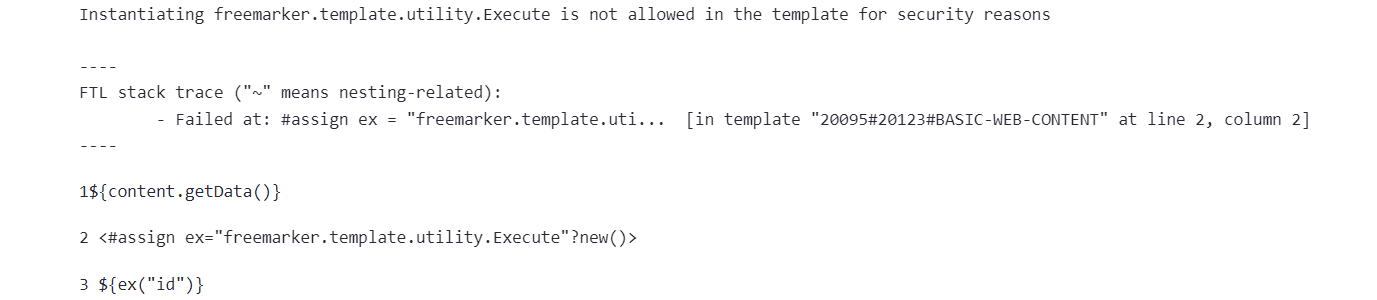 Instantiating freemarker.template.utility.Execute is not allowed in the template for security reasons
----
FTL stack trace ("~" means nesting-related):
- Failed at: #assign ex = "freemarker.template.uti... [in template "20095#20123#BASIC-WEB-CONTENT" at line 2, column 2]
----
1${content.getData()}
2 <#assign ex="freemarker.template.utility.Execute"?new()>
3 ${ex("id")}